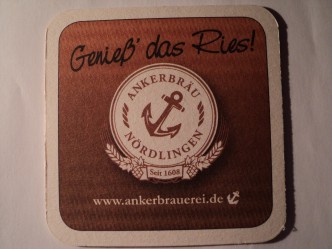 Genieß' das Ries!
ANKERBRÄU
NÖRDLINGEN
Seit 1608
www.ankerbrauerei.de